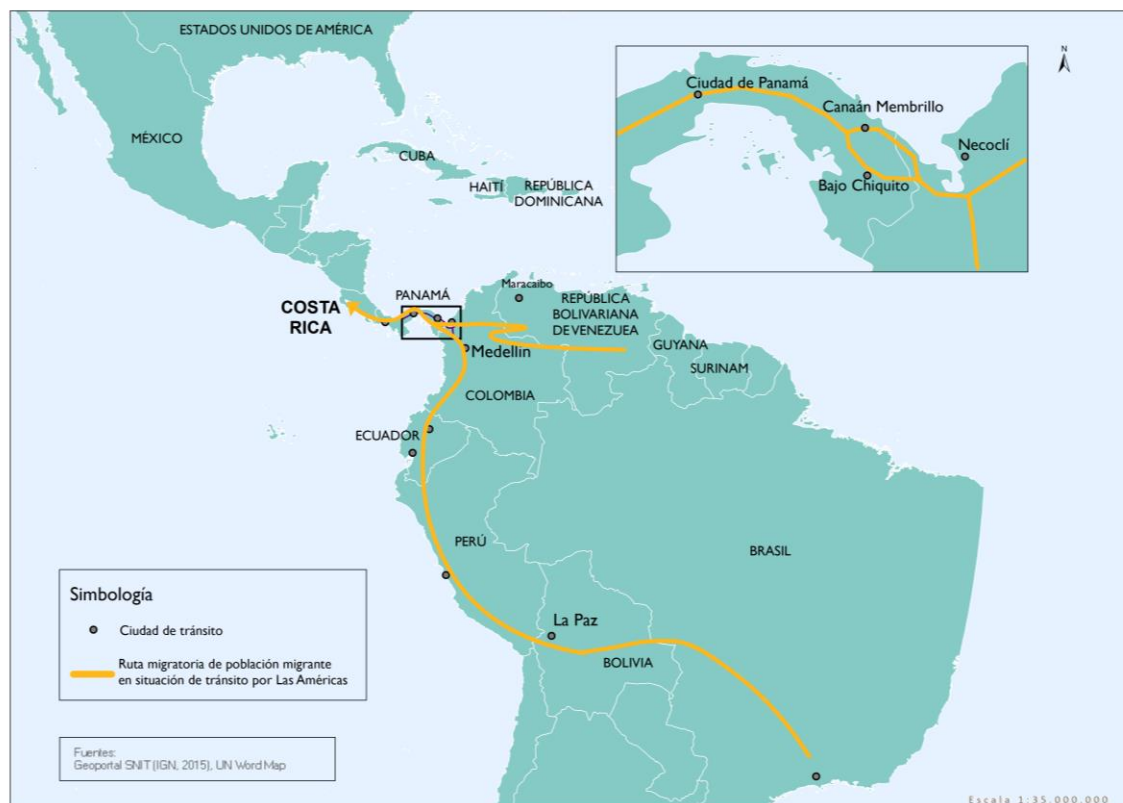 ESTADOS UNIDOS DE AMÉRICA
N
Ciudad de Panamá
Canaán Membrillo
Necoclí
Bajo Chiquito
MÉXICO
CUBA
HAITÍ
REPÚBLICA
DOMINICANA
COSTA
RICA
PANAMÁ
Maracaibo
REPÚBLICA
BOLIVARIANA
DE VENEZUEA
GUYANA
SURINAM
Medellin
COLOMBIA
ECUADOR
PERÚ
BRASIL
La Paz
BOLIVIA
Simbología
Ciudad de tránsito
Ruta migratoria de población migrante
en situación de tránsito por Las Américas
Fuentes:
Geoportal SNIT (IGN, 2015), UN Word Map
Escala 1:35.000.000